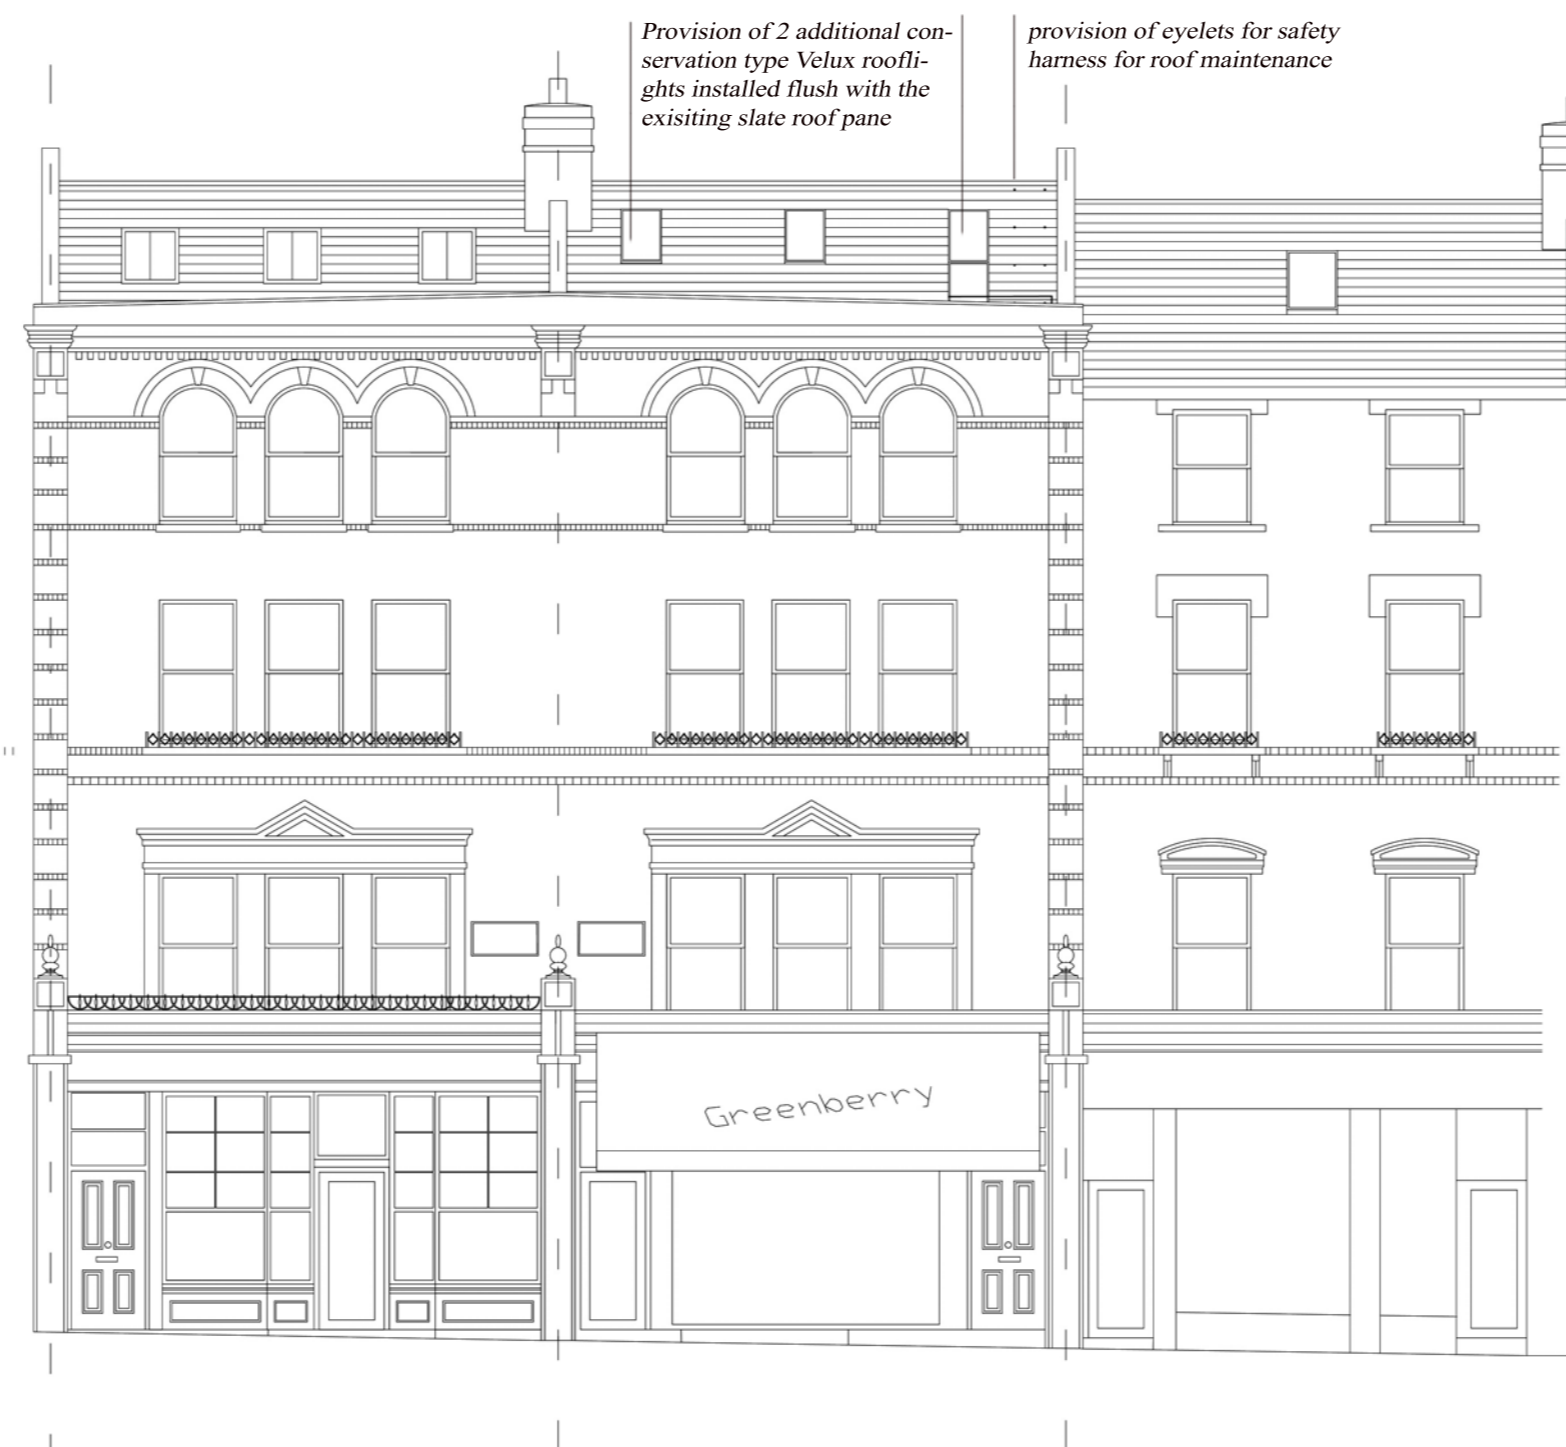 Provision of 2 additional con-
servation type Velux roofli-
ghts installed flush with the
exisiting slate roof pane
provision of eyelets for safety
harness for roof maintenance
Greenberry